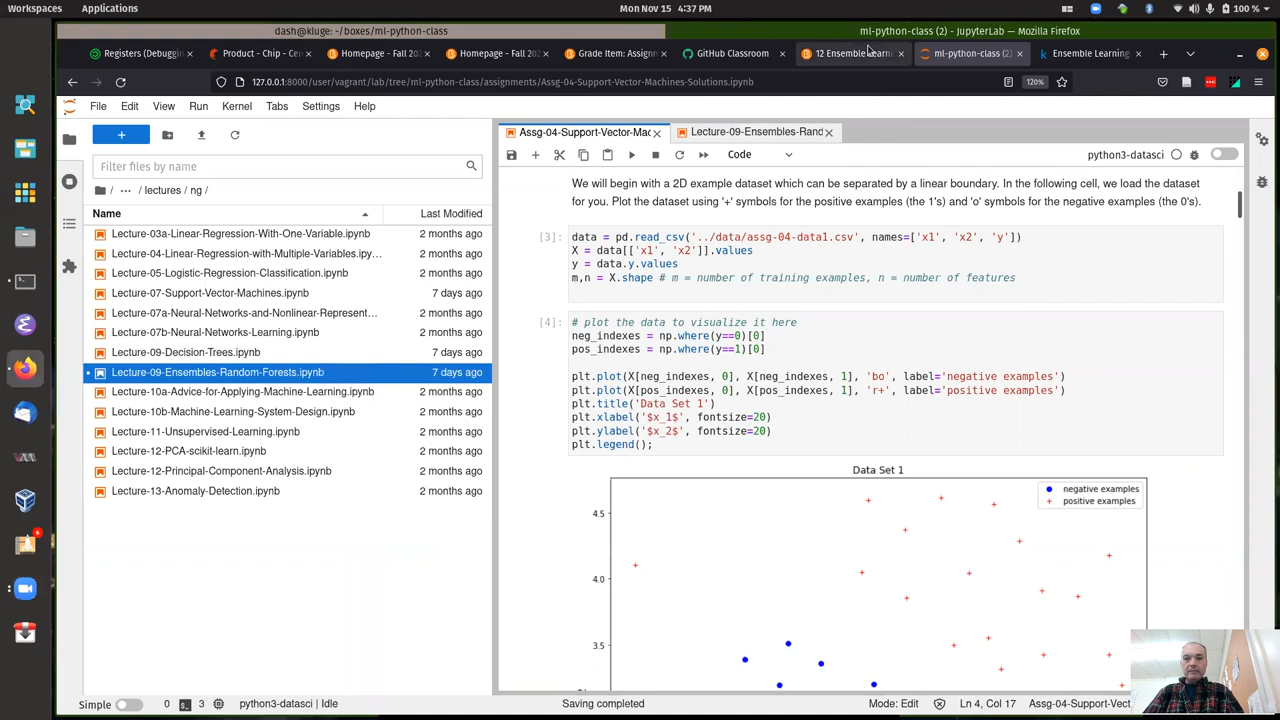 Workspaces Applications Mon Nov 15 4:37 PM 100 %
dash@kluge: ~/boxes/ml-python-class ml-python-class (2) - JupyterLab — Mozilla Firefox
Registers (Debuggin Product - Chip - Cer Homepage - Fall 202 Homepage - Fall 202 Grade Item: Assignm GitHub Classroom 12 Ensemble Learni ml-python-class (2) Ensemble Learning
127.0.0.1:8000/user/vagrant/lab/tree/ml-python-class/assignments/Assg-04-Support-Vector-Machines-Solutions.ipynb 120%
File Edit View Run Kernel Tabs Settings Help
Assg-04-Support-Vector-Mac Lecture-09-Ensembles-Rand
Filter files by name
Code python3-datasci
/ ... / lectures / ng /
Name Last Modified
Lecture-03a-Linear-Regression-With-One-Variable.ipynb 2 months ago
Lecture-04-Linear-Regression-with-Multiple-Variables.ipy... 2 months ago
Lecture-05-Logistic-Regression-Classification.ipynb 2 months ago
Lecture-07-Support-Vector-Machines.ipynb 7 days ago
Lecture-07a-Neural-Networks-and-Nonlinear-Represent... 2 months ago
Lecture-07b-Neural-Networks-Learning.ipynb 2 months ago
Lecture-09-Decision-Trees.ipynb 7 days ago
Lecture-09-Ensembles-Random-Forests.ipynb 7 days ago
Lecture-10a-Advice-for-Applying-Machine-Learning.ipynb 2 months ago
Lecture-10b-Machine-Learning-System-Design.ipynb 2 months ago
Lecture-11-Unsupervised-Learning.ipynb 2 months ago
Lecture-12-PCA-scikit-learn.ipynb 2 months ago
Lecture-12-Principal-Component-Analysis.ipynb 2 months ago
Lecture-13-Anomaly-Detection.ipynb 2 months ago
We will begin with a 2D example dataset which can be separated by a linear boundary. In the following cell, we load the dataset
for you. Plot the dataset using '+' symbols for the positive examples (the 1's) and 'o' symbols for the negative examples (the 0's).
[3]: data = pd.read_csv('../data/assg-04-data1.csv', names=['x1', 'x2', 'y'])
X = data[['x1', 'x2']].values
y = data.y.values
m,n = X.shape # m = number of training examples, n = number of features
[4]: # plot the data to visualize it here
neg_indexes = np.where(y==0)[0]
pos_indexes = np.where(y==1)[0]
plt.plot(X[neg_indexes, 0], X[neg_indexes, 1], 'bo', label='negative examples')
plt.plot(X[pos_indexes, 0], X[pos_indexes, 1], 'r+', label='positive examples')
plt.title('Data Set 1')
plt.xlabel('$x_1$', fontsize=20)
plt.ylabel('$x_2$', fontsize=20)
plt.legend();
Data Set 1
negative examples
positive examples
4.5
4.0
3.5
Simple 0 3 python3-datasci | Idle Saving completed Mode: Edit Ln 4, Col 17 Assg-04-Support-Vect